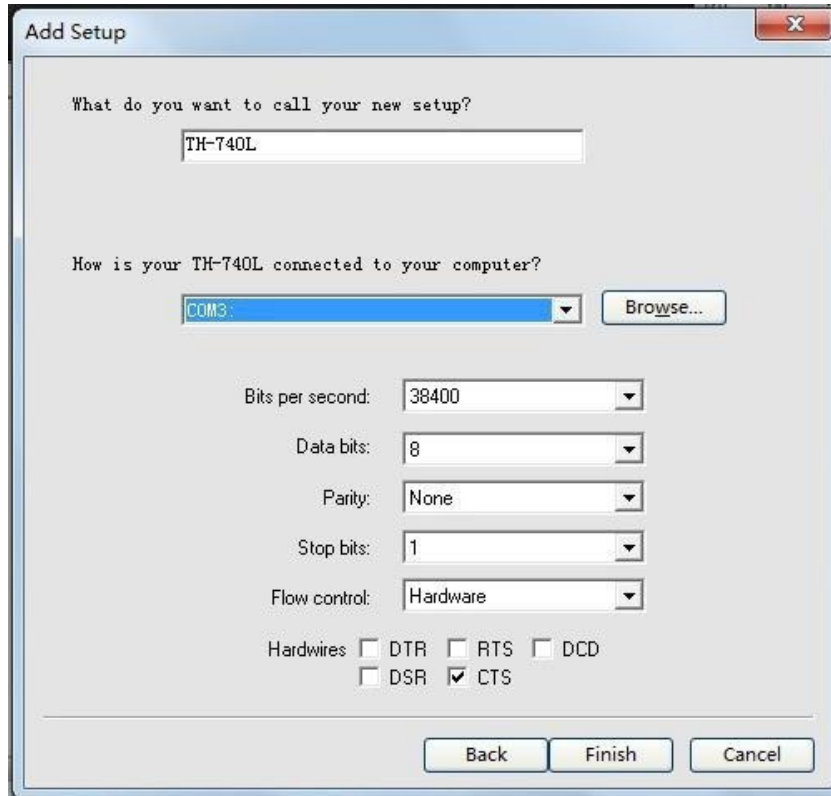 Add Setup
What do you want to call your new setup?
TH-740L
How is your TH-740L connected to your computer?
COM3:
Browse...
Bits per second: 38400
Data bits: 8
Parity: None
Stop bits: 1
Flow control: Hardware
Hardwires DTR RTS DCD
DSR CTS
Back Finish Cancel